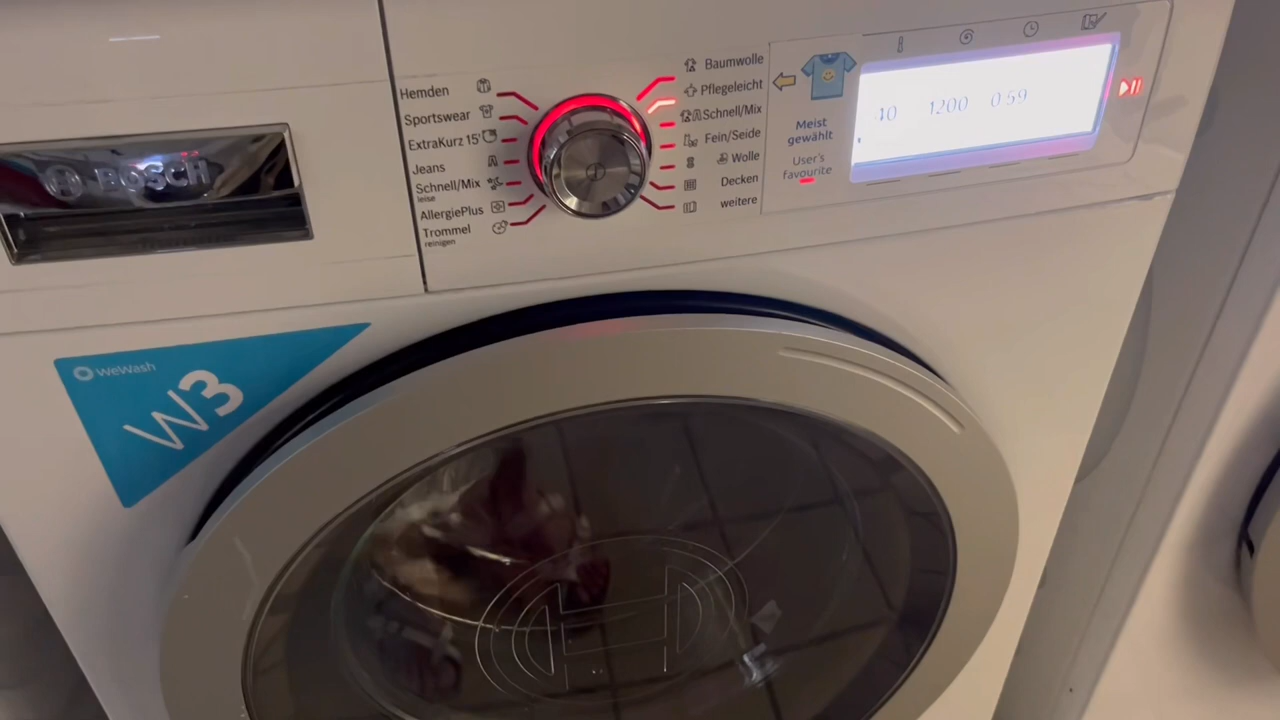 BOSCH
Hemden
Sportswear
ExtraKurz 15'
Jeans
Schnell/Mix
leise
AllergiePlus
Trommel
reinigen
Baumwolle
Pflegeleicht
Schnell/Mix
Fein/Seide
Wolle
Decken
weitere
Meist
gewählt
User's
favourite
40 1200 0:59
WeWash
W3